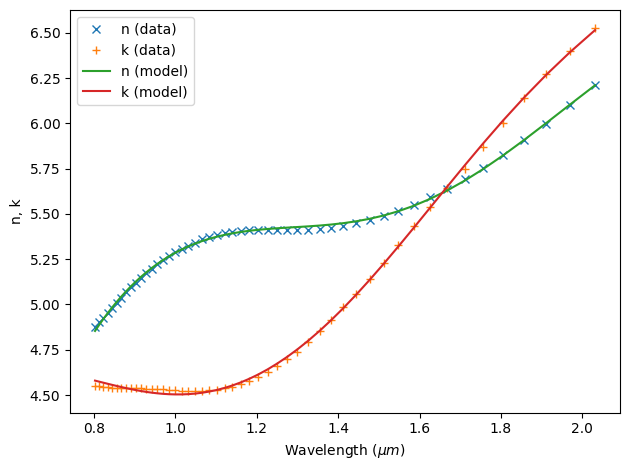 n (data)
k (data)
n (model)
k (model)
6.50
6.25
6.00
5.75
5.50
5.25
5.00
4.75
4.50
n, k
0.8 1.0 1.2 1.4 1.6 1.8 2.0
Wavelength (μm)